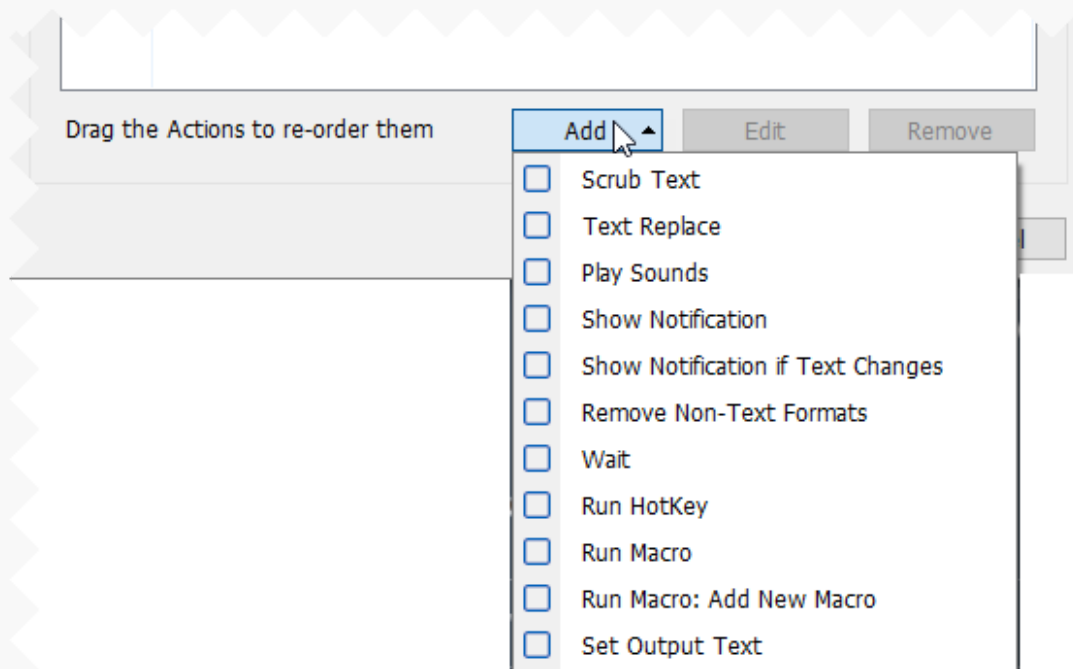 Drag the Actions to re-order them
Add
Edit
Remove
Scrub Text
Text Replace
Play Sounds
Show Notification
Show Notification if Text Changes
Remove Non-Text Formats
Wait
Run HotKey
Run Macro
Run Macro: Add New Macro
Set Output Text